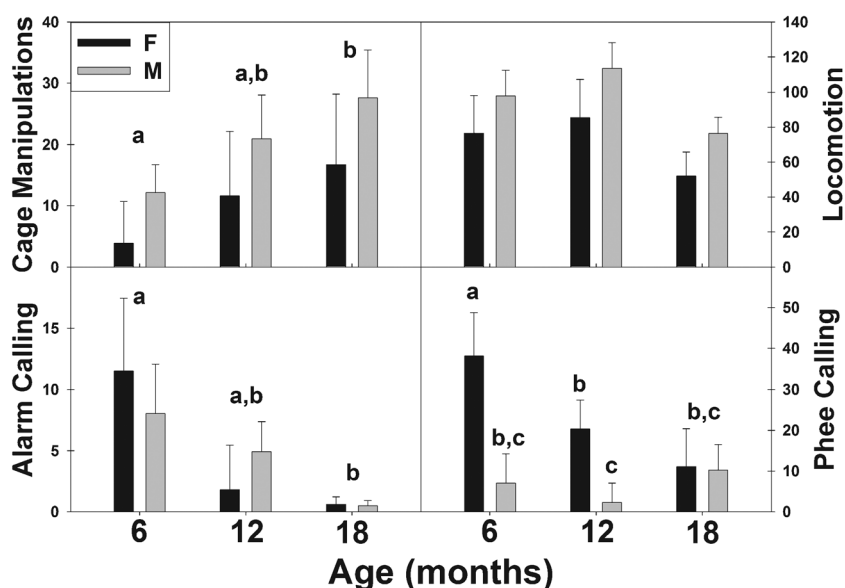 Cage Manipulations
40
30
20
10
0
F
M
a
a,b
b
140
120
100
80
60
40
20
0
Locomotion
Alarm Calling
15
10
5
0
a
a,b
b
a
b,c
b
c
b,c
50
40
30
20
10
0
Phee Calling
6
12
18
6
12
18
Age (months)